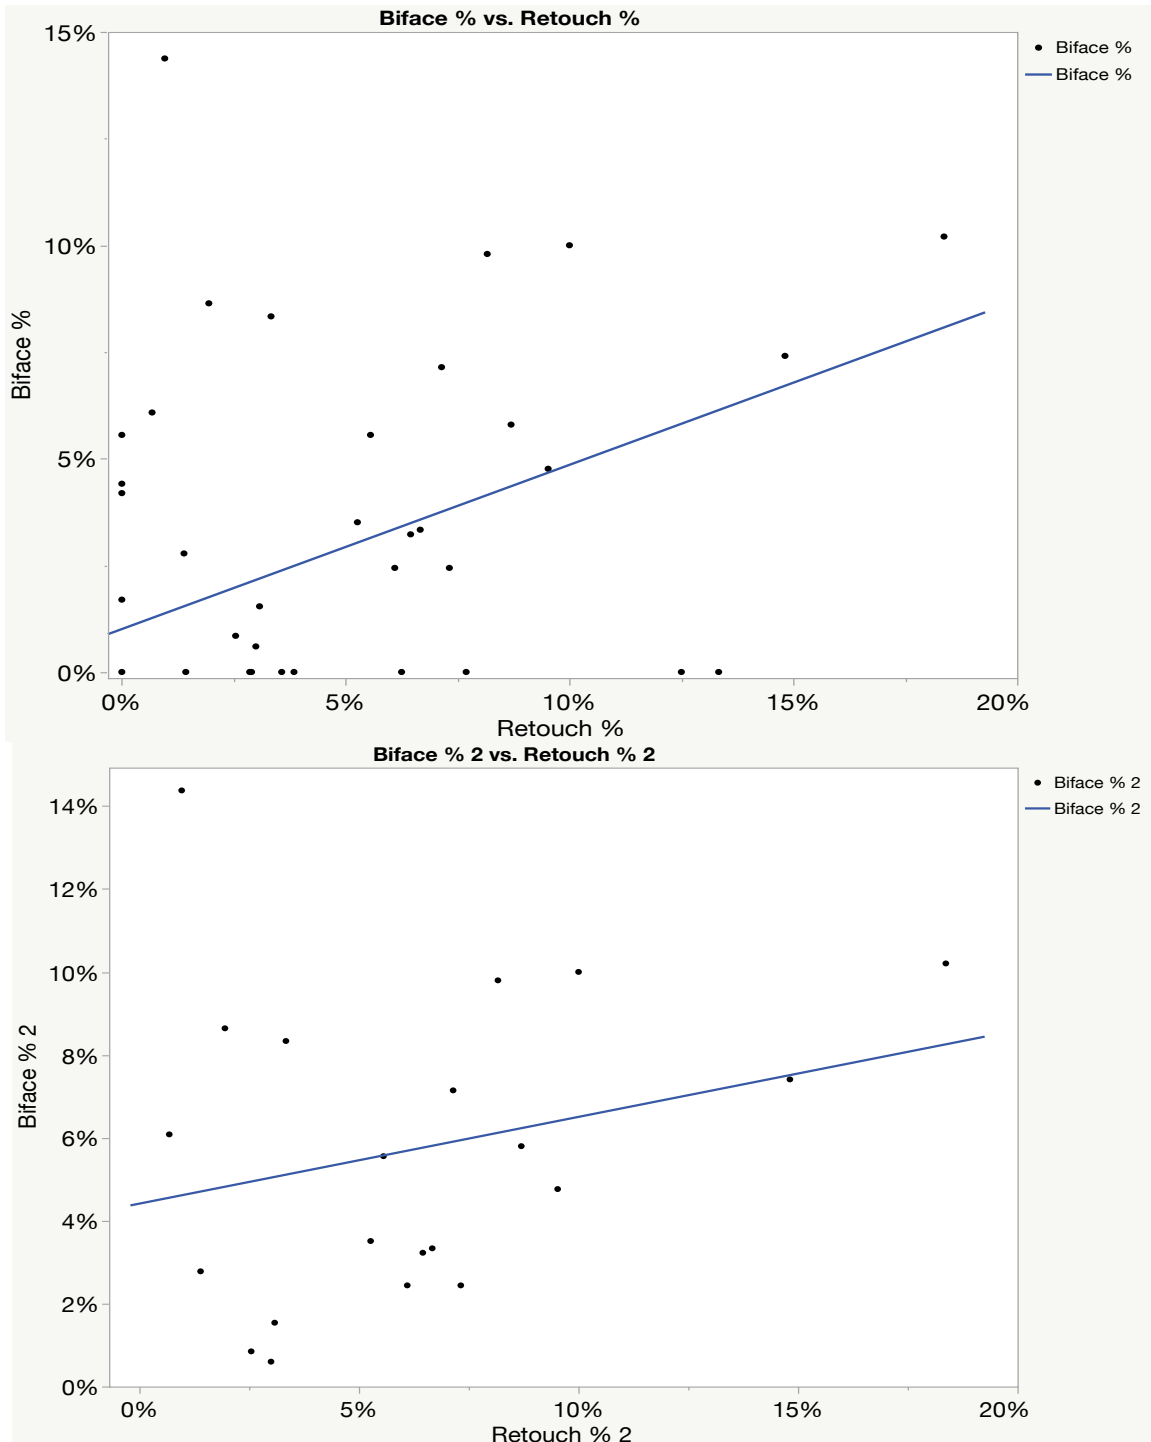 Biface % vs. Retouch %
15%
10%
5%
0%
Biface %
0%
5%
10%
15%
20%
Retouch %
Biface %
Biface %
Biface % 2 vs. Retouch % 2
14%
12%
10%
8%
6%
4%
2%
0%
Biface % 2
0%
5%
10%
15%
20%
Retouch % 2
Biface % 2
Biface % 2